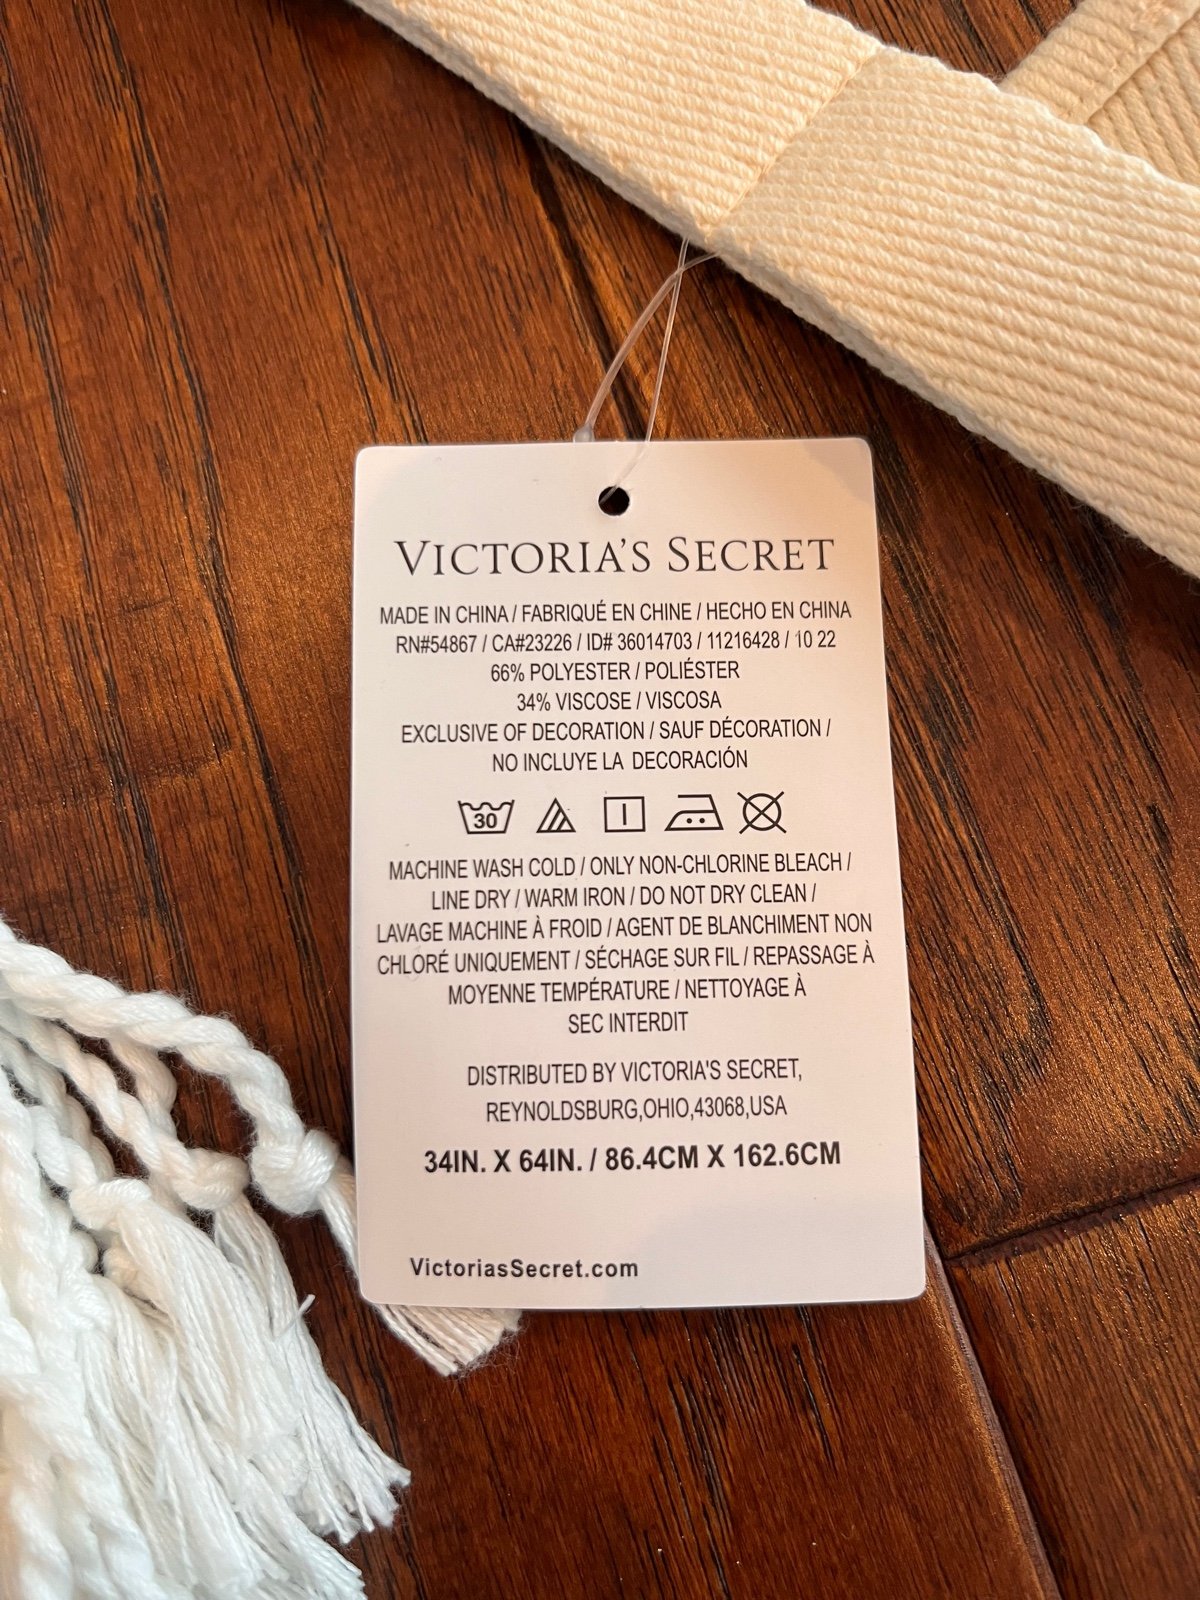 VICTORIA'S SECRET
MADE IN CHINA / FABRIQUÉ EN CHINE / HECHO EN CHINA
RN#54867 / CA#23226 / ID# 36014703 / 11216428 / 10 22
66% POLYESTER / POLIÉSTER
34% VISCOSE / VISCOSA
EXCLUSIVE OF DECORATION / SAUF DÉCORATION /
NO INCLUYE LA DECORACIÓN
30
MACHINE WASH COLD / ONLY NON-CHLORINE BLEACH /
LINE DRY / WARM IRON / DO NOT DRY CLEAN /
LAVAGE MACHINE À FROID / AGENT DE BLANCHIMENT NON
CHLORÉ UNIQUEMENT / SÉCHAGE SUR FIL / REPASSAGE À
MOYENNE TEMPÉRATURE / NETTOYAGE À
SEC INTERDIT
DISTRIBUTED BY VICTORIA'S SECRET,
REYNOLDSBURG,OHIO,43068,USA
34IN. X 64IN. / 86.4CM X 162.6CM
VictoriasSecret.com